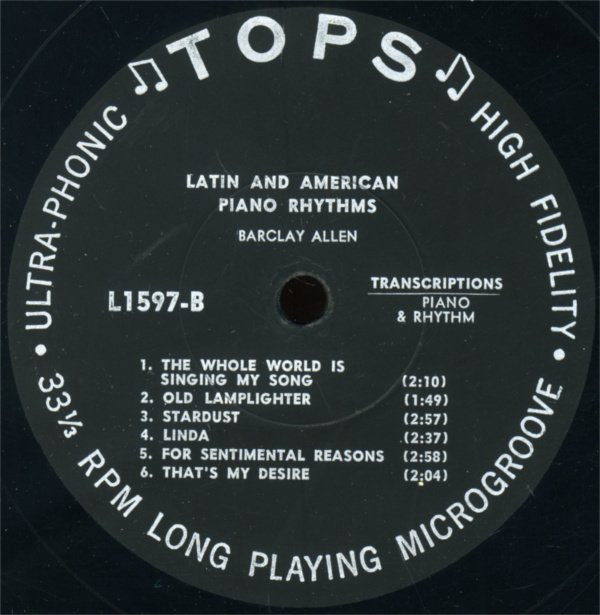 TOPS
ULTRA-PHONIC
HIGH FIDELITY
LATIN AND AMERICAN
PIANO RHYTHMS
BARCLAY ALLEN
L1597-B
TRANSCRIPTIONS
PIANO
& RHYTHM
1. THE WHOLE WORLD IS
SINGING MY SONG (2:10)
2. OLD LAMPLIGHTER (1:49)
3. STARDUST (2:57)
4. LINDA (2:37)
5. FOR SENTIMENTAL REASONS (2:58)
6. THAT'S MY DESIRE (2:04)
• 33⅓ RPM LONG PLAYING MICROGROOVE •